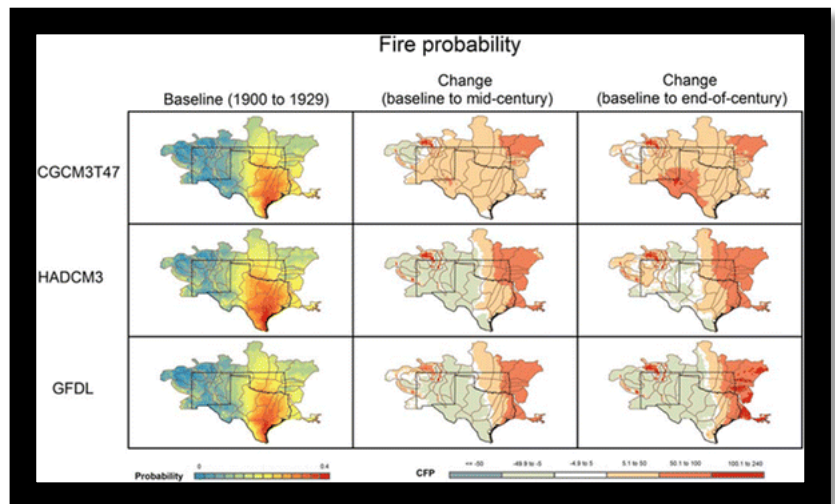 Fire probability
Baseline (1900 to 1929)
Change
(baseline to mid-century)
Change
(baseline to end-of-century)
CGCM3T47
HADCM3
GFDL
Probability
0
0.4
CFP
<= -50
-49.9 to -5
-4.9 to 5
5.1 to 50
50.1 to 100
100.1 to 240